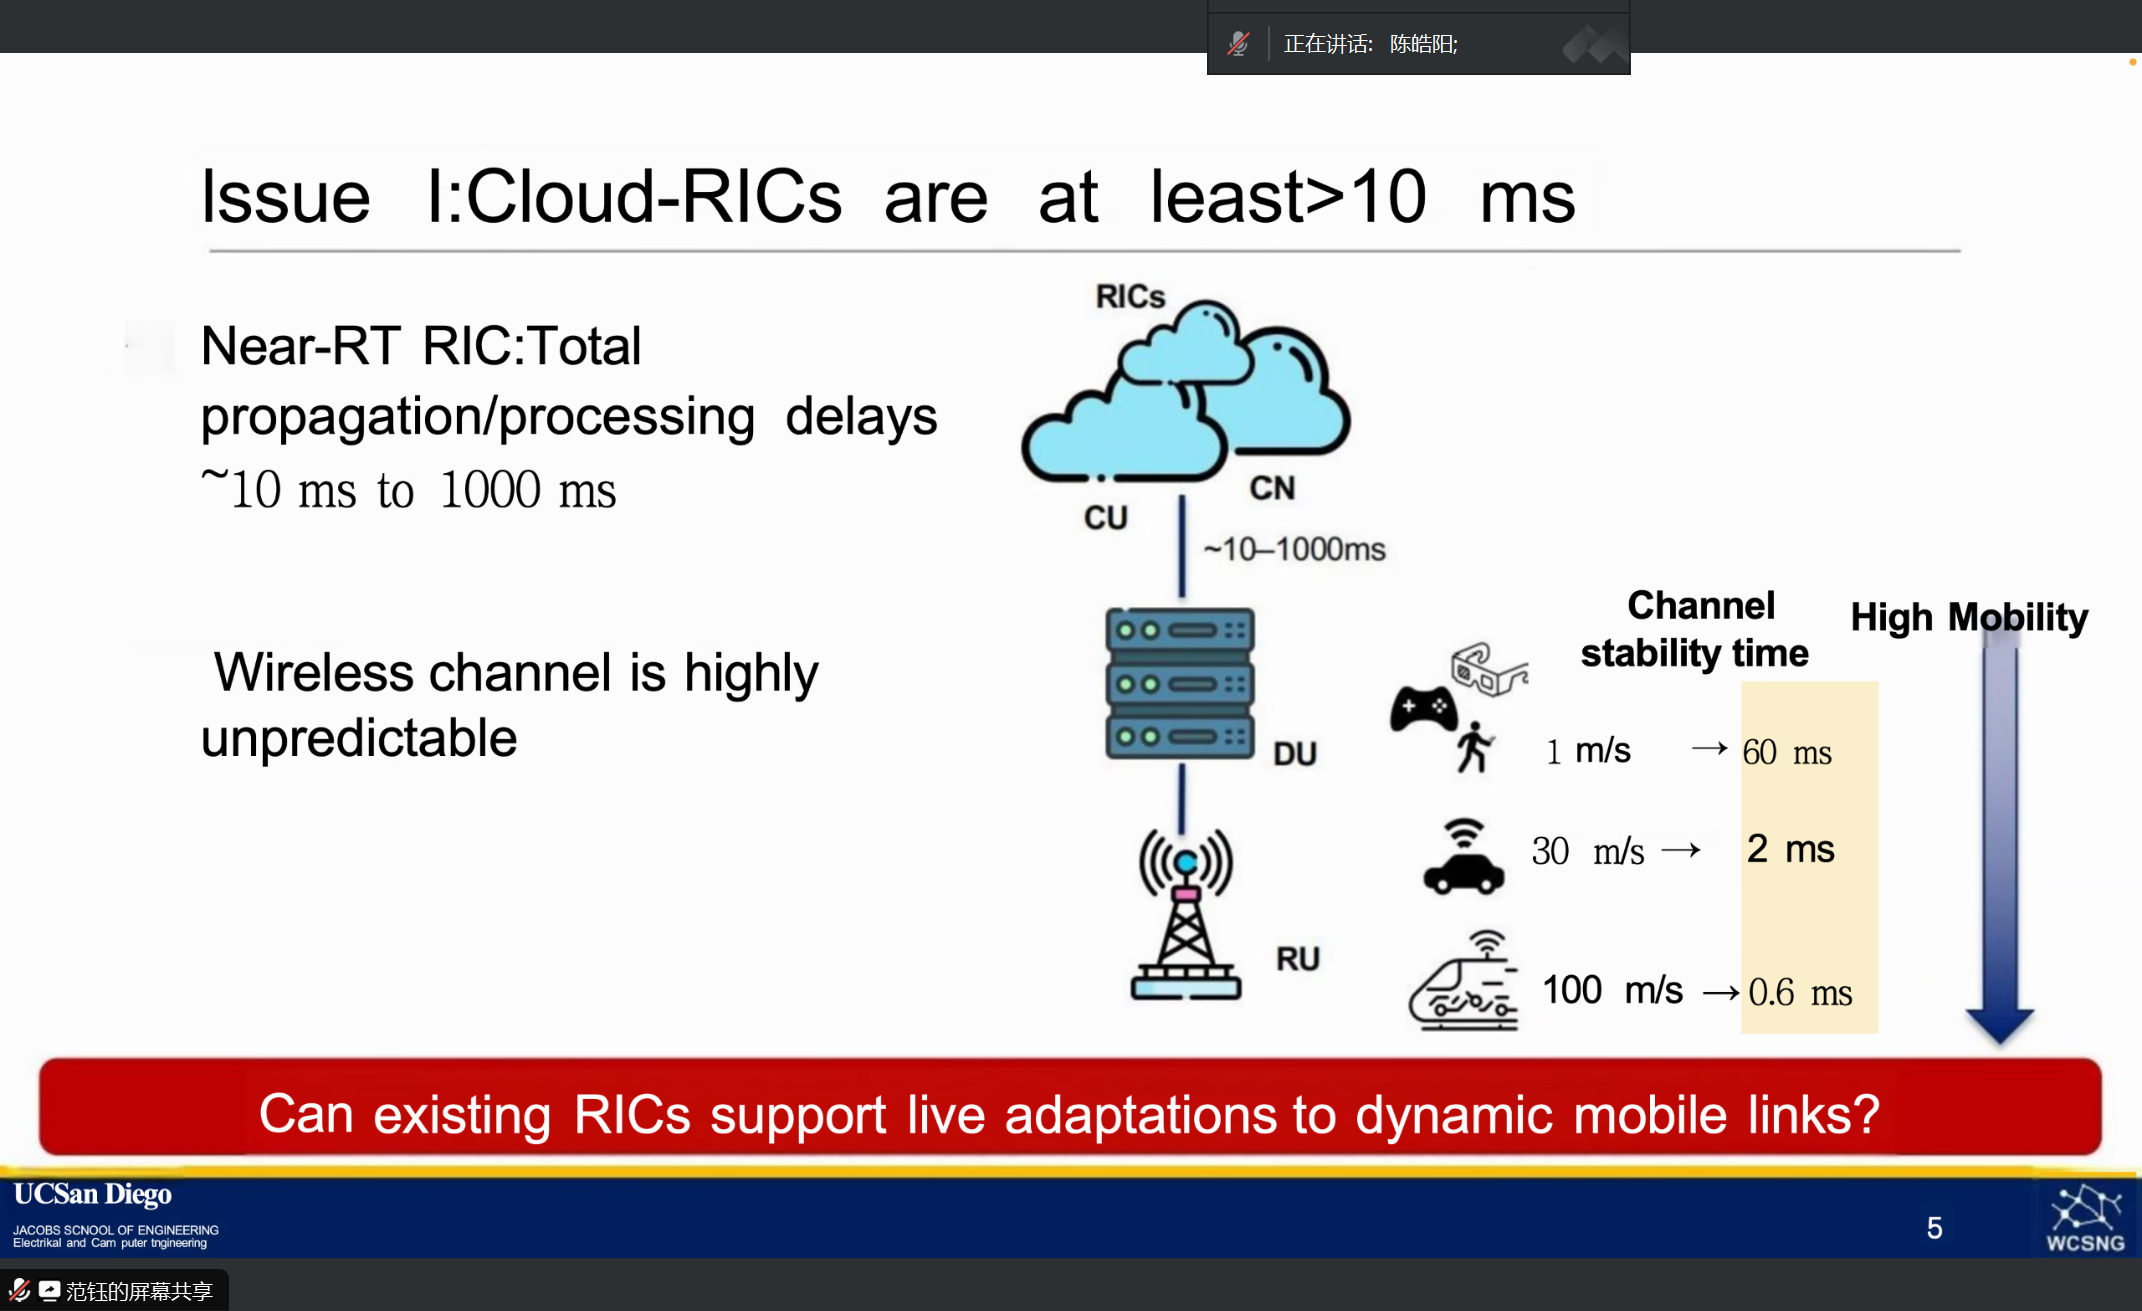 正在讲话: 陈皓阳;
Issue I:Cloud-RICs are at least>10 ms
Near-RT RIC:Total
propagation/processing delays
~10 ms to 1000 ms
Wireless channel is highly
unpredictable
RICs
CN
CU
~10–1000ms
DU
RU
Channel
stability time
High Mobility
1 m/s → 60 ms
30 m/s → 2 ms
100 m/s → 0.6 ms
Can existing RICs support live adaptations to dynamic mobile links?
UCSan Diego
JACOBS SCNOOL OF ENGINEERING
Electrikal and Cam puter tngineering
5
WCSNG
范钰的屏幕共享